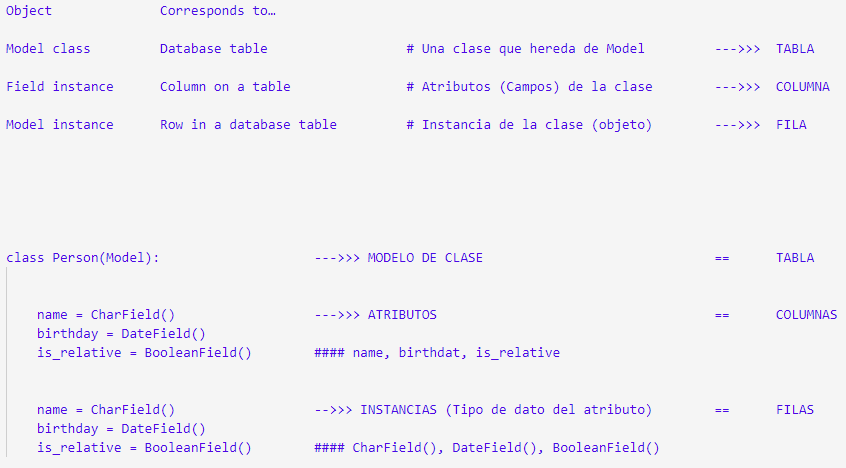 Object Corresponds to…
Model class Database table # Una clase que hereda de Model --->>> TABLA
Field instance Column on a table # Atributos (Campos) de la clase --->>> COLUMNA
Model instance Row in a database table # Instancia de la clase (objeto) --->>> FILA
class Person(Model): --->>> MODELO DE CLASE == TABLA
name = CharField() --->>> ATRIBUTOS == COLUMNAS
birthday = DateField()
is_relative = BooleanField() #### name, birthdat, is_relative
name = CharField() -->>> INSTANCIAS (Tipo de dato del atributo) == FILAS
birthday = DateField()
is_relative = BooleanField() #### CharField(), DateField(), BooleanField()